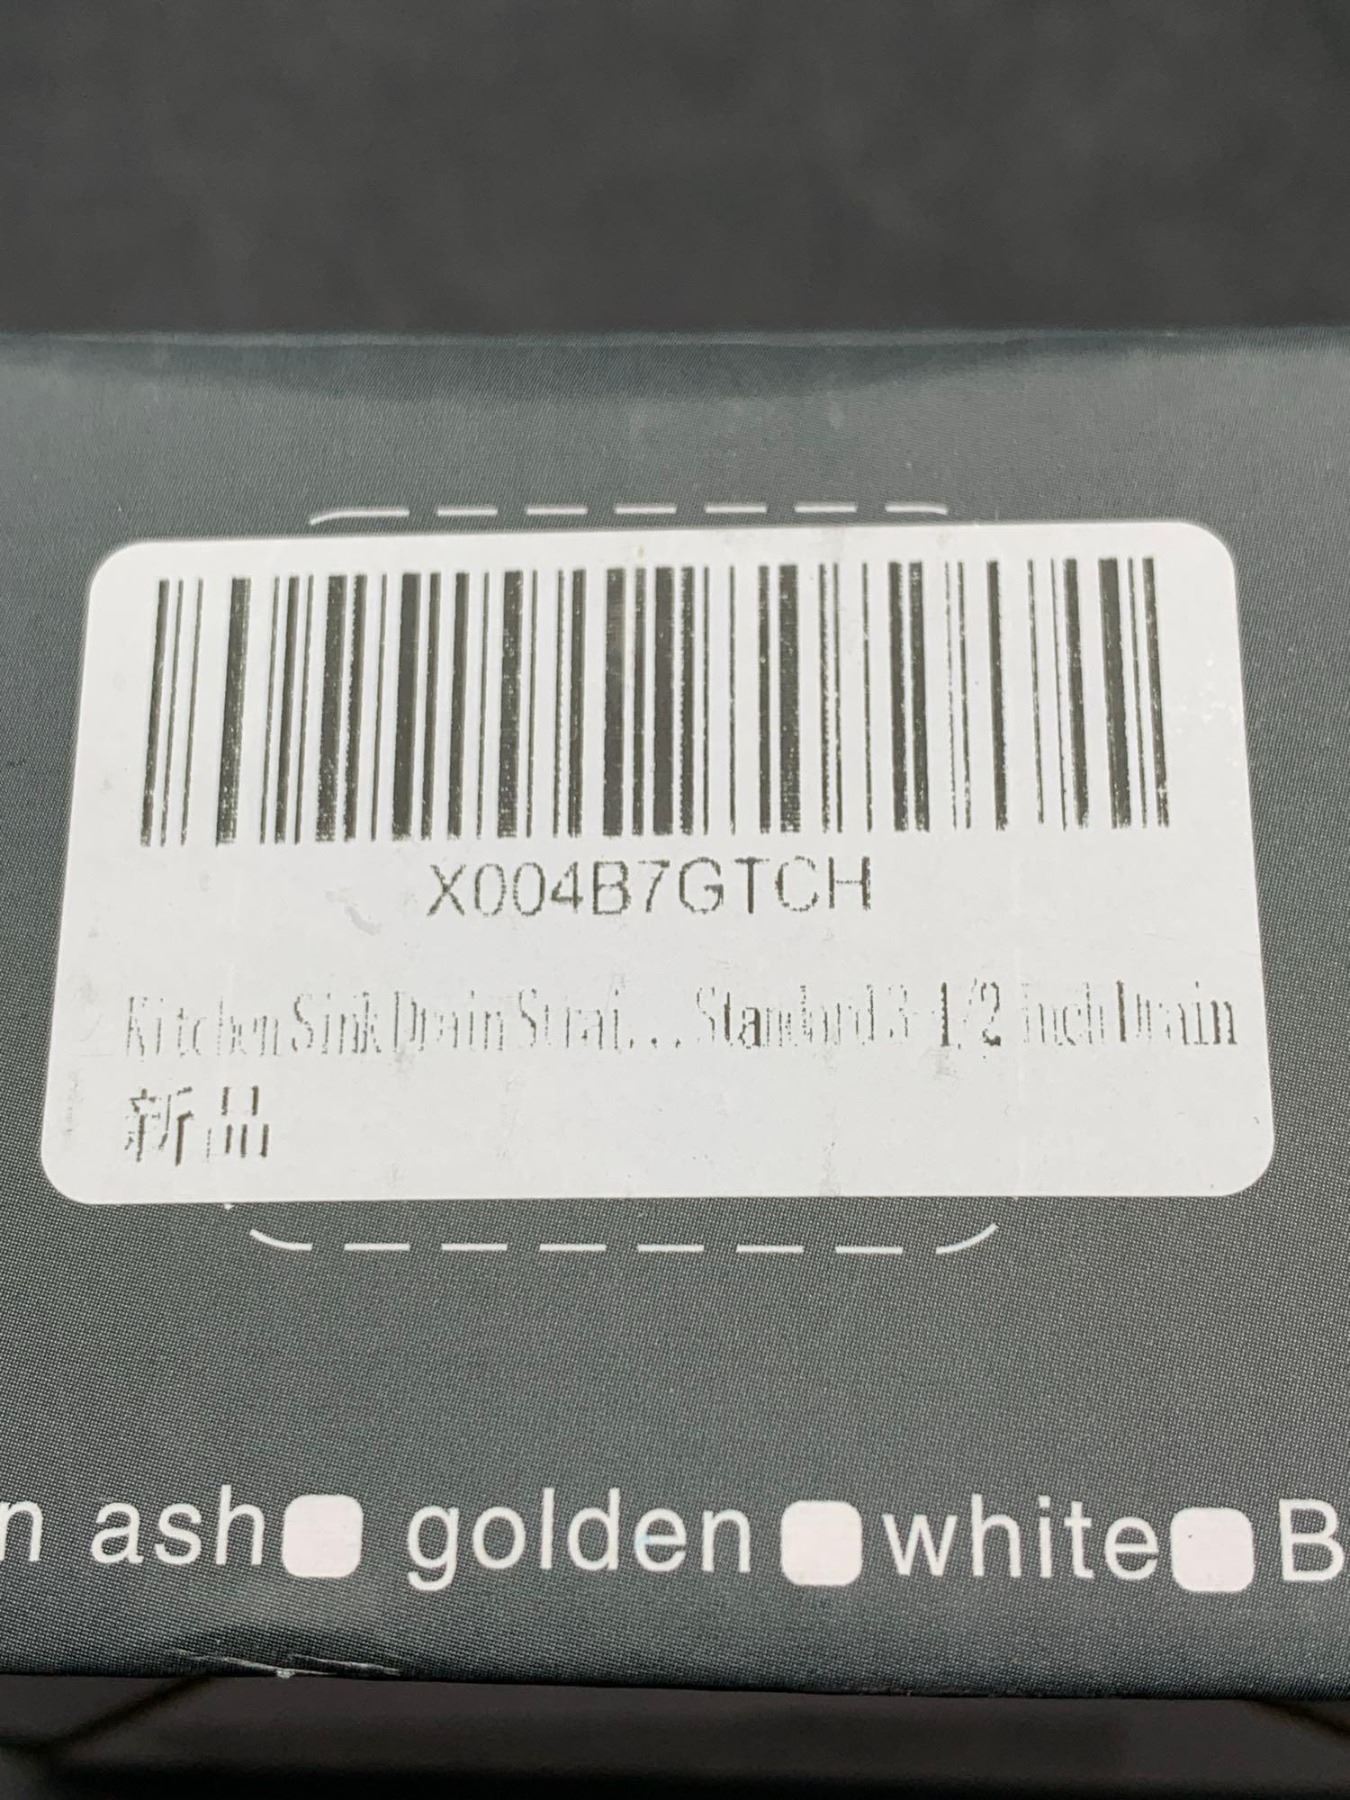 X004B7GTCH
Kitchen Sink Drain Strai...Standard 3-1/2 Inch Drain
新品
n ash golden white B